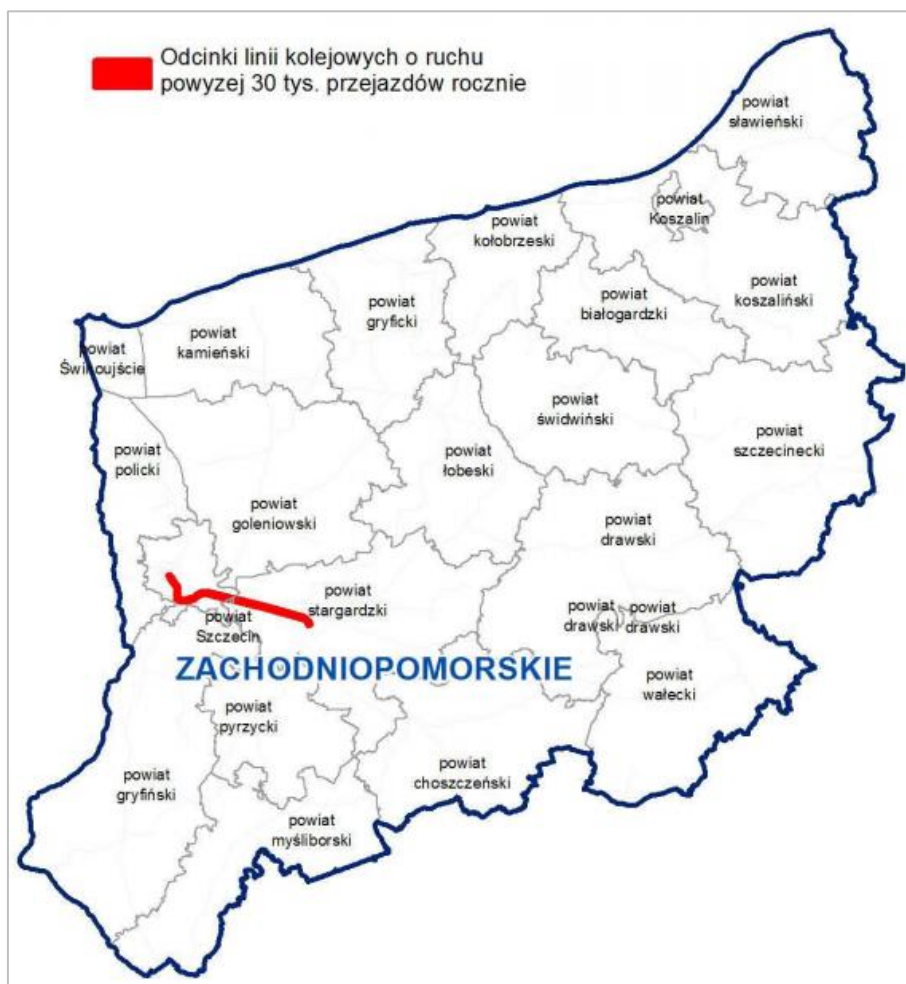 Odcinki linii kolejowych o ruchu
powyzej 30 tys. przejazdów rocznie
powiat
sławieński
powiat
Koszalin
powiat
kołobrzeski
powiat
koszaliński
powiat
gryficki
powiat
białogardzki
powiat
kamieński
powiat
Świnoujście
powiat
świdwiński
powiat
szczecinecki
powiat
policki
powiat
łobeski
powiat
goleniowski
powiat
drawski
powiat
stargardzki
powiat
drawski
powiat
drawski
powiat
Szczecin
ZACHODNIOPOMORSKIE
powiat
wałecki
powiat
pyrzycki
powiat
choszczeński
powiat
gryfiński
powiat
myśliborski